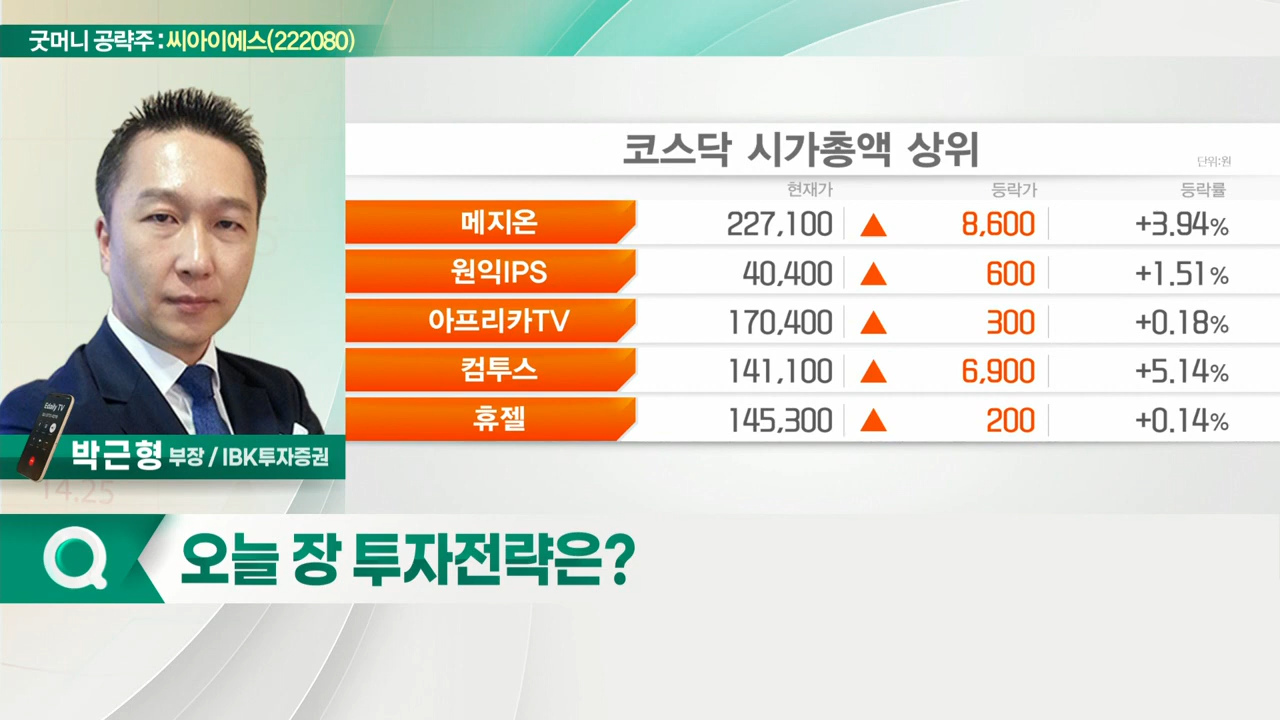 굿머니 공략주 : 씨아이에스(222080)
코스닥 시가총액 상위
단위:원
현재가 등락가 등락률
메지온 227,100 ▲ 8,600 +3.94%
원익IPS 40,400 ▲ 600 +1.51%
아프리카TV 170,400 ▲ 300 +0.18%
컴투스 141,100 ▲ 6,900 +5.14%
휴젤 145,300 ▲ 200 +0.14%
Edaily TV
박근형 부장 / IBK투자증권
14.25
오늘 장 투자전략은?